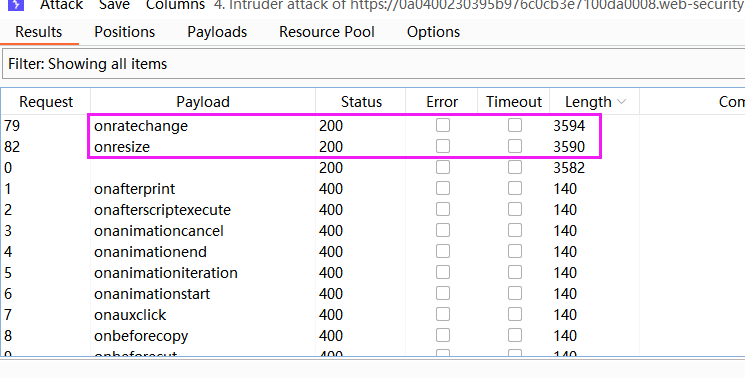 Attack Save Columns 4. Intruder attack of https://0a0400230395b976c0cb3e7100da0008.web-security
Results Positions Payloads Resource Pool Options
Filter: Showing all items
Request Payload Status Error Timeout Length Com
79 onratechange 200 3594
82 onresize 200 3590
0 200 3582
1 onafterprint 400 140
2 onafterscriptexecute 400 140
3 onanimationcancel 400 140
4 onanimationend 400 140
5 onanimationiteration 400 140
6 onanimationstart 400 140
7 onauxclick 400 140
8 onbeforecopy 400 140
9 onbeforecut 400 140